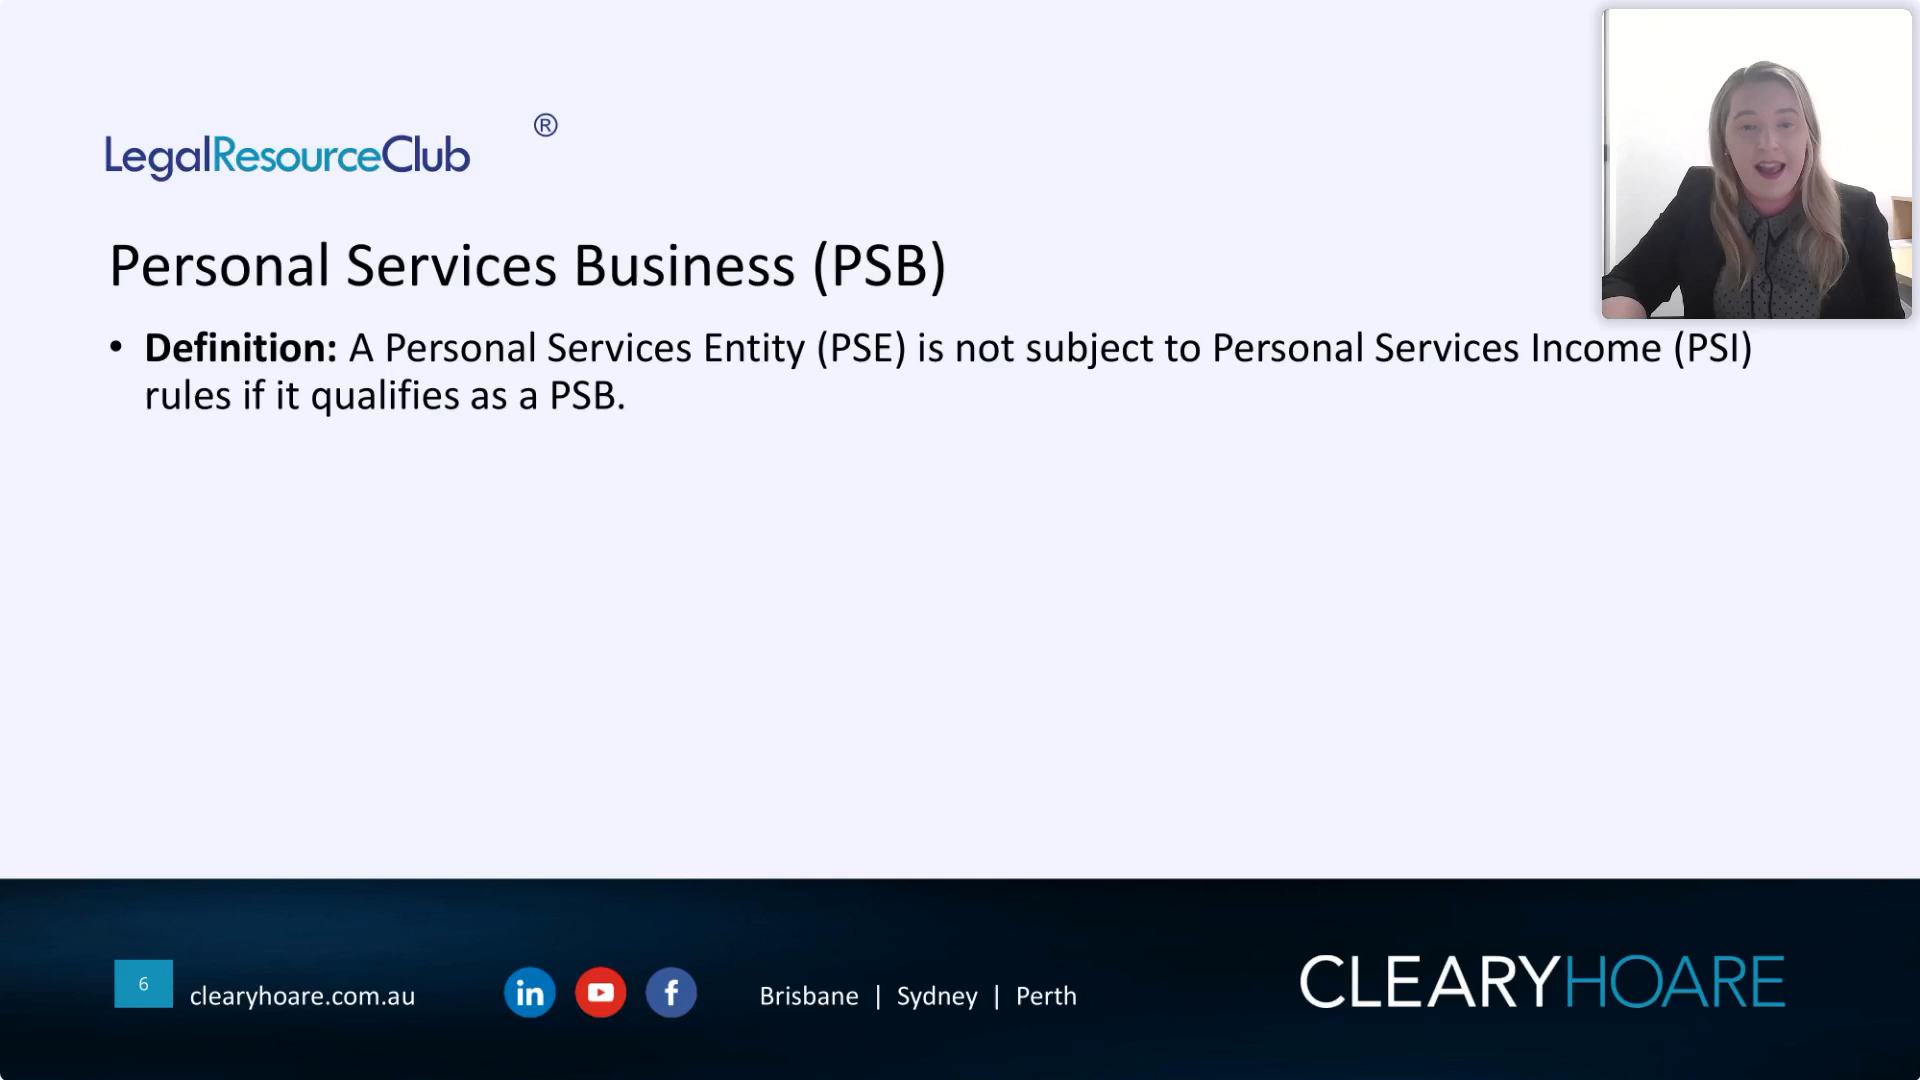 LegalResourceClub ®
Personal Services Business (PSB)
• Definition: A Personal Services Entity (PSE) is not subject to Personal Services Income (PSI)
rules if it qualifies as a PSB.
6
clearyhoare.com.au
in
f
Brisbane | Sydney | Perth
CLEARYHOARE